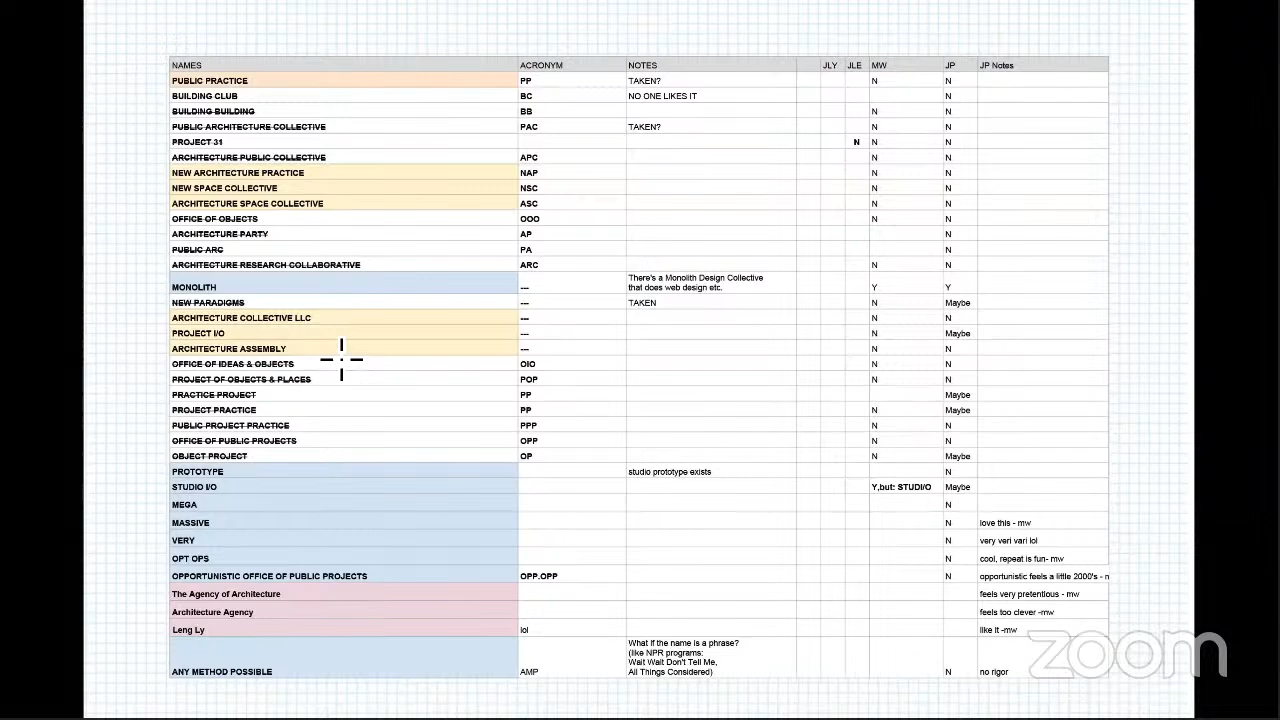 NAMES ACRONYM NOTES JLY JLE MW JP JP Notes
PUBLIC PRACTICE PP TAKEN? N N
BUILDING CLUB BC NO ONE LIKES IT N
BUILDING BUILDING BB N N
PUBLIC ARCHITECTURE COLLECTIVE PAC TAKEN? N N
PROJECT 31 N N N
ARCHITECTURE PUBLIC COLLECTIVE APC N N
NEW ARCHITECTURE PRACTICE NAP N N
NEW SPACE COLLECTIVE NSC N N
ARCHITECTURE SPACE COLLECTIVE ASC N N
OFFICE OF OBJECTS OOO N N
ARCHITECTURE PARTY AP N
PUBLIC ARC PA N
ARCHITECTURE RESEARCH COLLABORATIVE ARC N N
There's a Monolith Design Collective
MONOLITH --- that does web design etc. Y Y
NEW PARADIGMS --- TAKEN N Maybe
ARCHITECTURE COLLECTIVE LLC --- N N
PROJECT I/O --- N Maybe
ARCHITECTURE ASSEMBLY --- N N
OFFICE OF IDEAS & OBJECTS OIO N N
PROJECT OF OBJECTS & PLACES POP N N
PRACTICE PROJECT PP Maybe
PROJECT PRACTICE PP N Maybe
PUBLIC PROJECT PRACTICE PPP N N
OFFICE OF PUBLIC PROJECTS OPP N N
OBJECT PROJECT OP N Maybe
PROTOTYPE studio prototype exists N
STUDIO I/O Y,but: STUDI/O Maybe
MEGA N
MASSIVE N love this - mw
VERY N very veri vari lol
OPT OPS N cool, repeat is fun- mw
OPPORTUNISTIC OFFICE OF PUBLIC PROJECTS OPP.OPP N opportunistic feels a little 2000's -
The Agency of Architecture feels very pretentious - mw
Architecture Agency feels too clever -mw
Leng Ly lol like it -mw
What if the name is a phrase?
(like NPR programs:
Wait Wait Don't Tell Me,
ANY METHOD POSSIBLE AMP All Things Considered) N no rigor
zoom